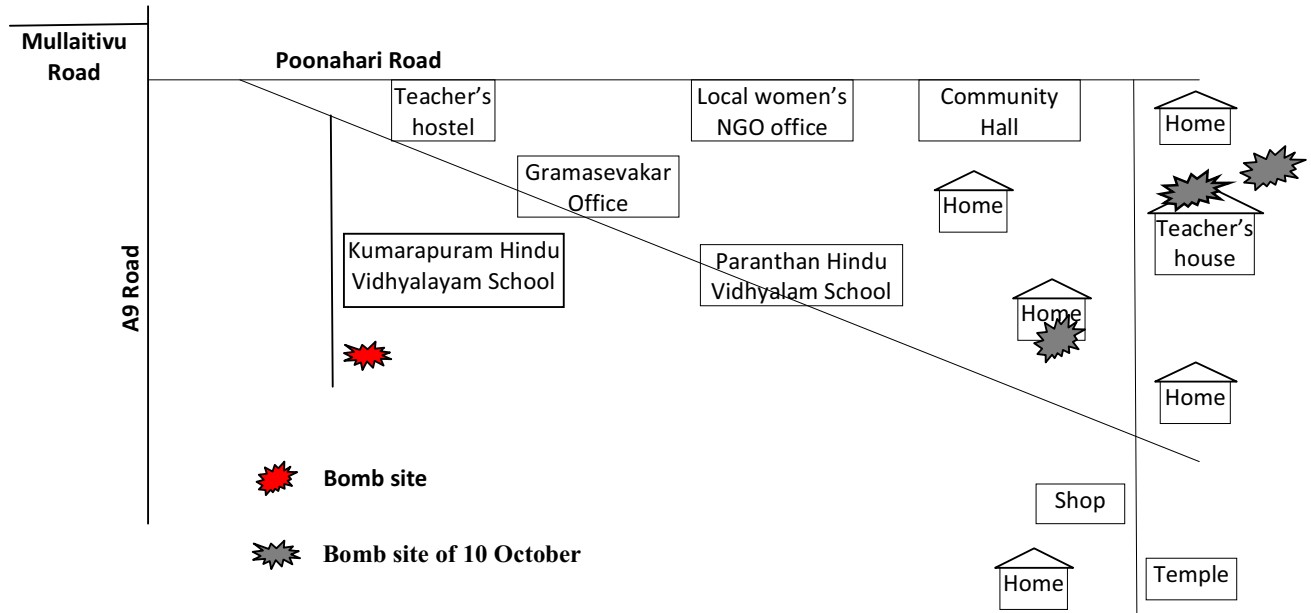 Mullaitivu
Road
Poonahari Road
Teacher's
hostel
Local women's
NGO office
Community
Hall
Home
Gramasevakar
Office
Home
Teacher's
house
Kumarapuram Hindu
Vidhyalayam School
Paranthan Hindu
Vidhyalam School
A9 Road
Home
Home
Bomb site
Shop
Bomb site of 10 October
Home
Temple